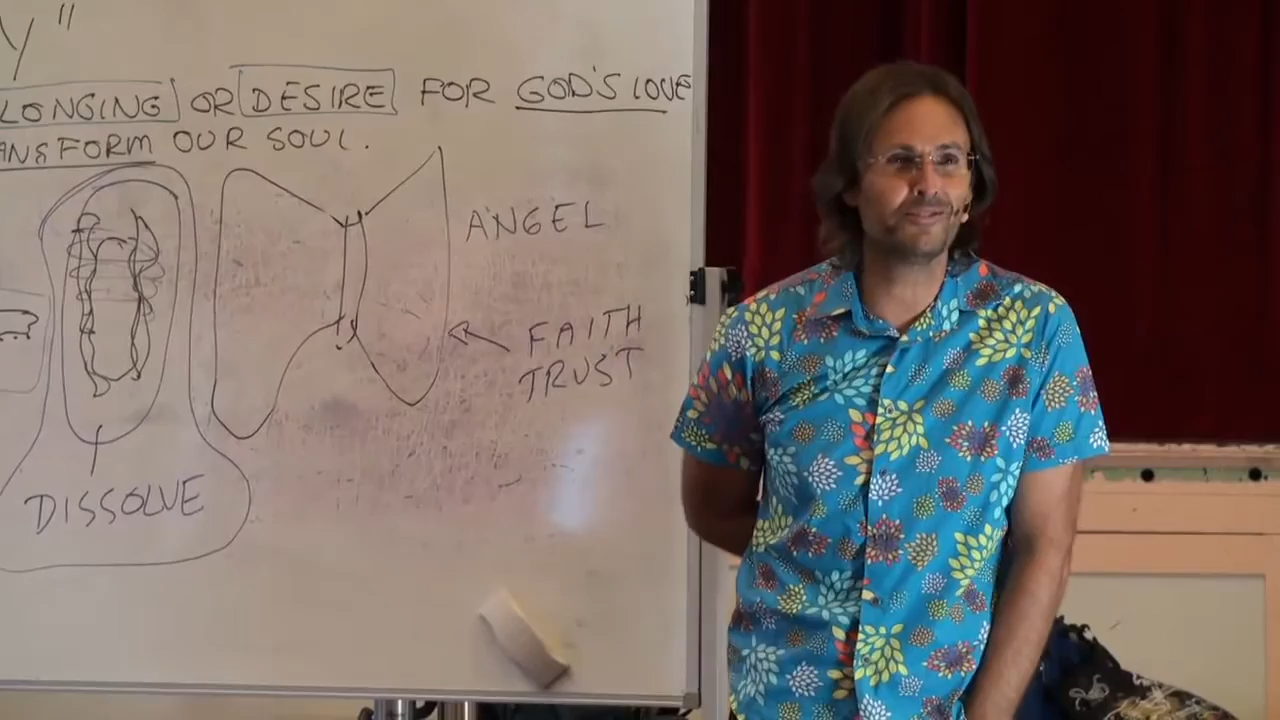 Y"
LONGING OR DESIRE FOR GOD'S LOVE
ANSFORM OUR SOUL.
ANGEL
FAITH
TRUST
DISSOLVE